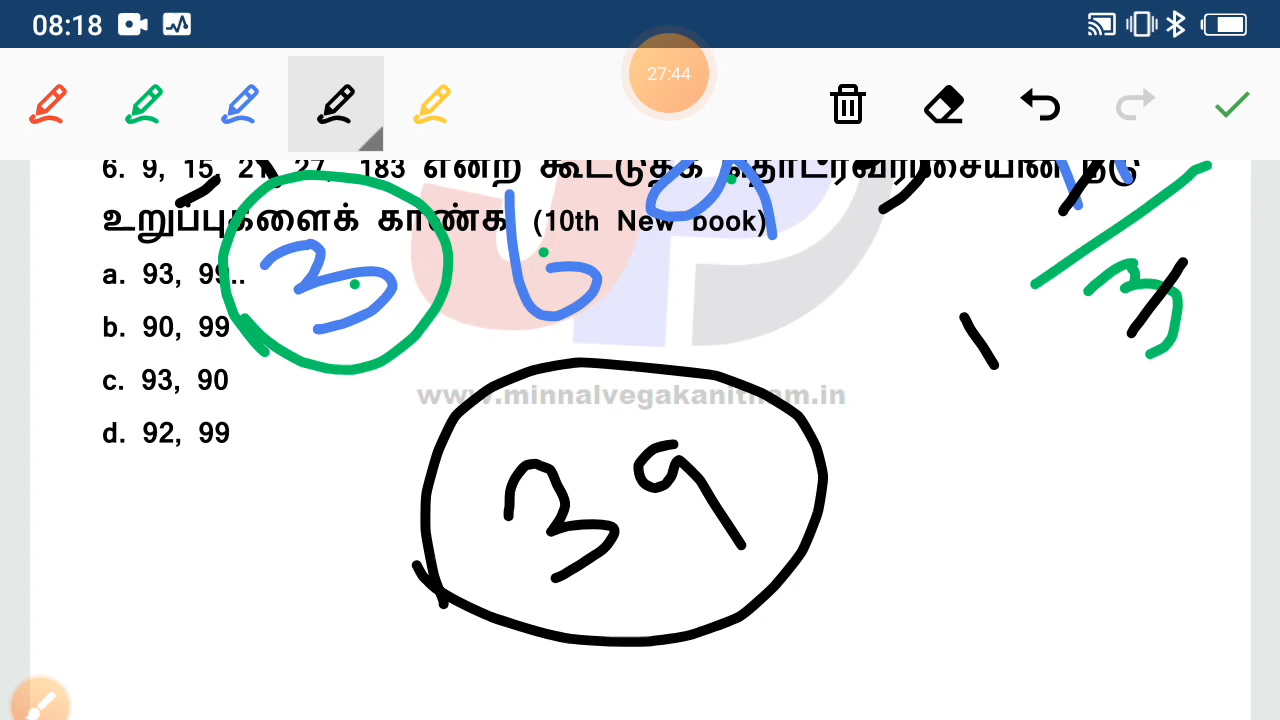 08:18
27:44
6. 9, 15, 21, 27, 183 என்ற கூட்டுத் தொடர்வரிசையின் நடு
உறுப்புகளைக் காண்க (10th New book)
3 6 9
a. 93, 99..
b. 90, 99
3
www.minnalvegakanitham.in
c. 93, 90
d. 92, 99
39